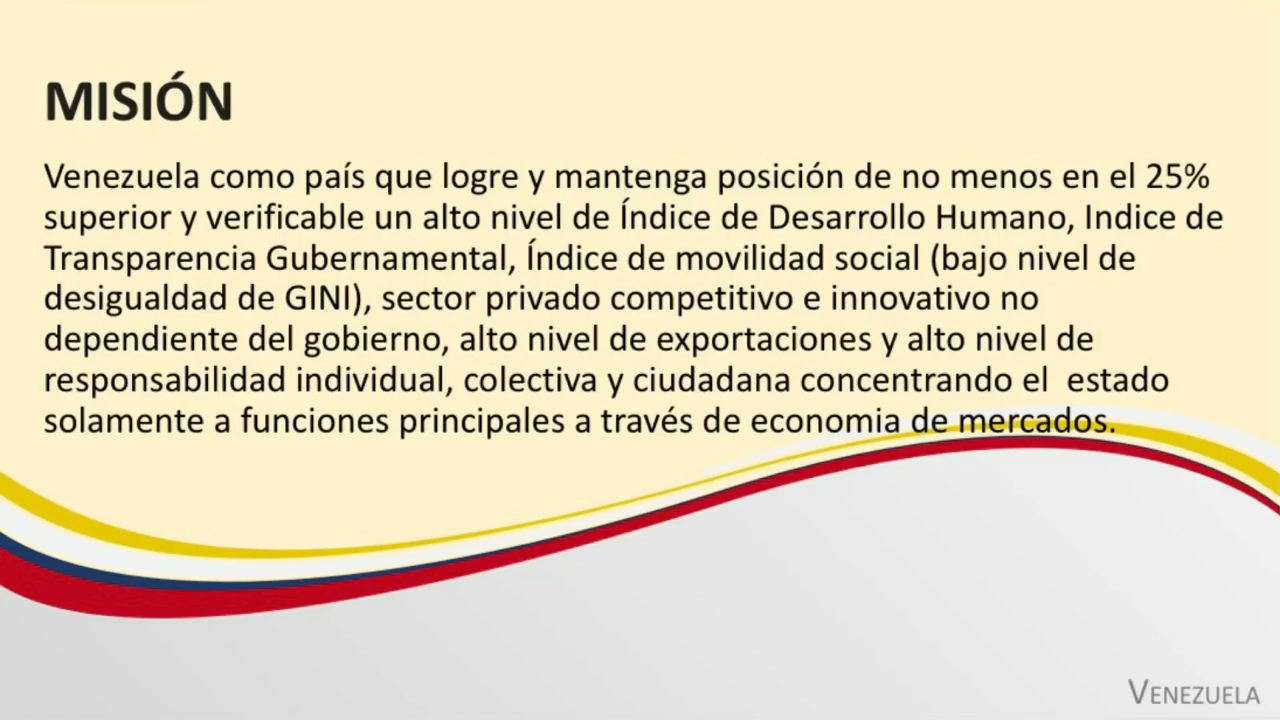 MISIÓN
Venezuela como país que logre y mantenga posición de no menos en el 25%
superior y verificable un alto nivel de Índice de Desarrollo Humano, Indice de
Transparencia Gubernamental, Índice de movilidad social (bajo nivel de
desigualdad de GINI), sector privado competitivo e innovativo no
dependiente del gobierno, alto nivel de exportaciones y alto nivel de
responsabilidad individual, colectiva y ciudadana concentrando el  estado
solamente a funciones principales a través de economia de mercados.
VENEZUELA